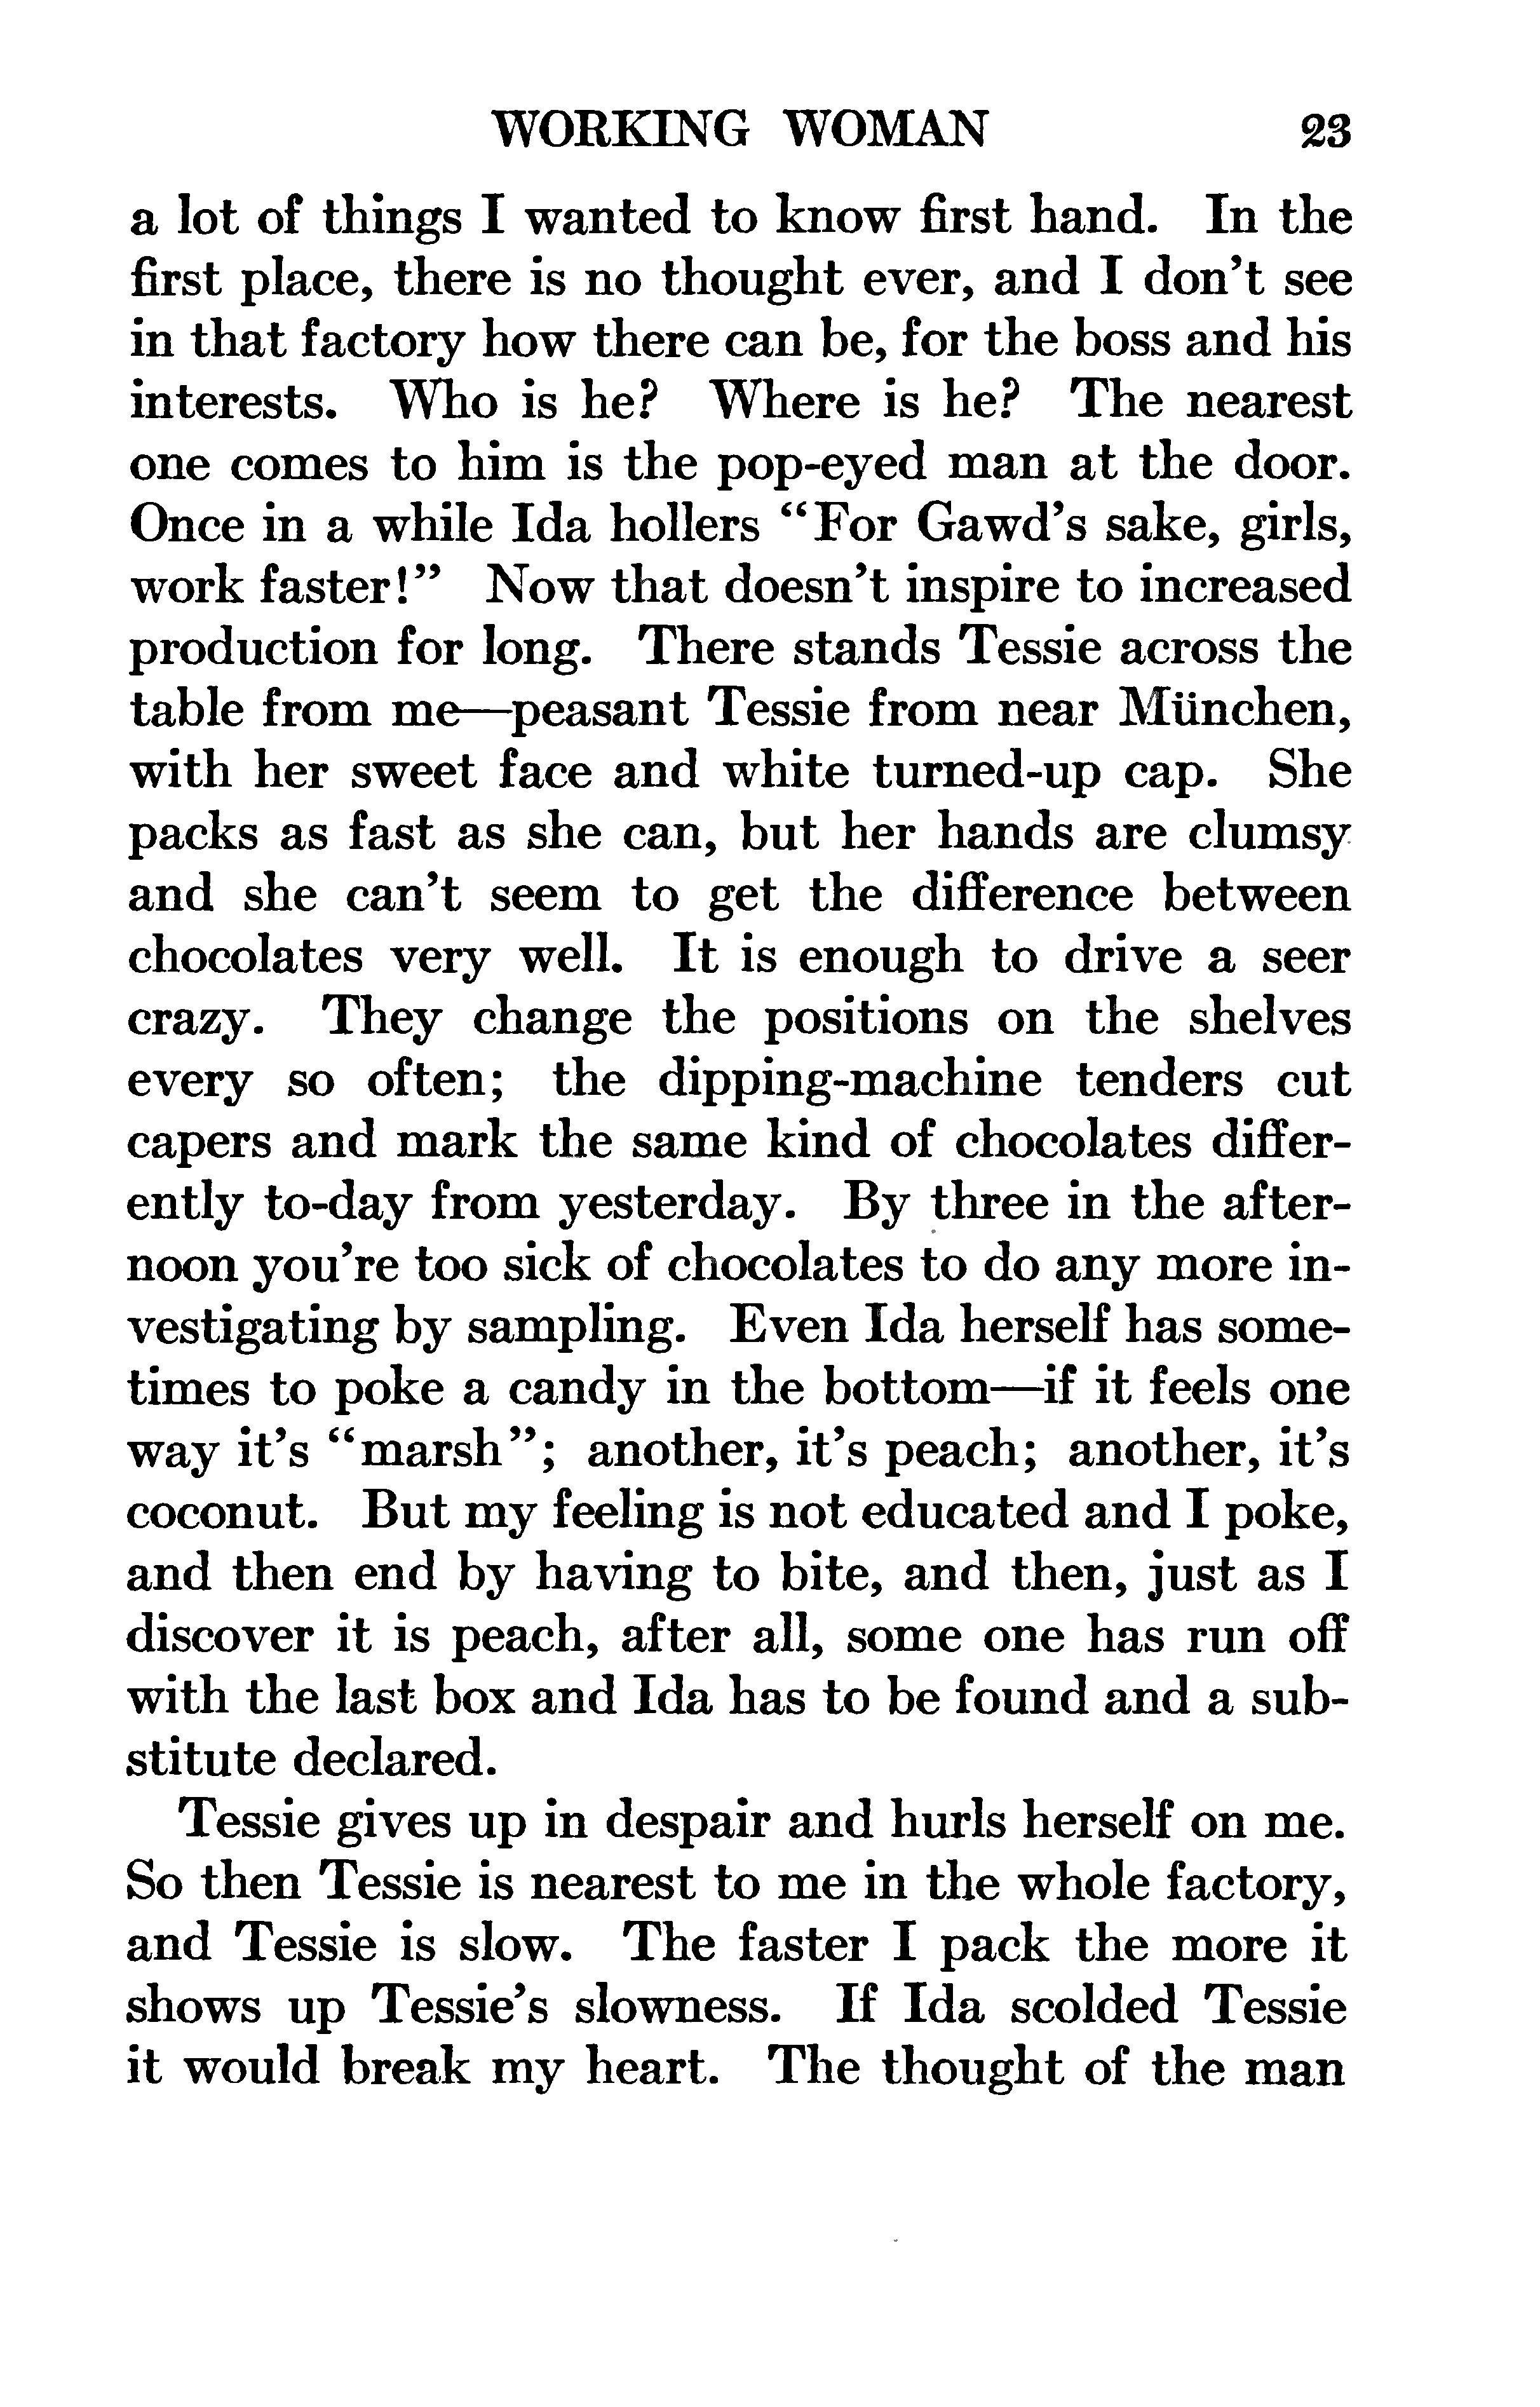 WORKING WOMAN 23
a lot of things I wanted to know first hand. In the
first place, there is no thought ever, and I don't see
in that factory how there can be, for the boss and his
interests. Who is he? Where is he? The nearest
one comes to him is the pop-eyed man at the door.
Once in a while Ida hollers “For Gawd's sake, girls,
work faster!” Now that doesn't inspire to increased
production for long. There stands Tessie across the
table from me—peasant Tessie from near München,
with her sweet face and white turned-up cap. She
packs as fast as she can, but her hands are clumsy
and she can't seem to get the difference between
chocolates very well. It is enough to drive a seer
crazy. They change the positions on the shelves
every so often; the dipping-machine tenders cut
capers and mark the same kind of chocolates differ-
ently to-day from yesterday. By three in the after-
noon you're too sick of chocolates to do any more in-
vestigating by sampling. Even Ida herself has some-
times to poke a candy in the bottom—if it feels one
way it's “marsh”; another, it's peach; another, it's
coconut. But my feeling is not educated and I poke,
and then end by having to bite, and then, just as I
discover it is peach, after all, some one has run off
with the last box and Ida has to be found and a sub-
stitute declared.
Tessie gives up in despair and hurls herself on me.
So then Tessie is nearest to me in the whole factory,
and Tessie is slow. The faster I pack the more it
shows up Tessie's slowness. If Ida scolded Tessie
it would break my heart. The thought of the man